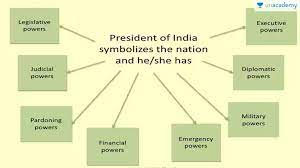 unacademy
Legislative
powers
President of India
symbolizes the nation
and he/she has
Executive
powers
Judicial
powers
Diplomatic
powers
Pardoning
powers
Military
powers
Financial
powers
Emergency
powers